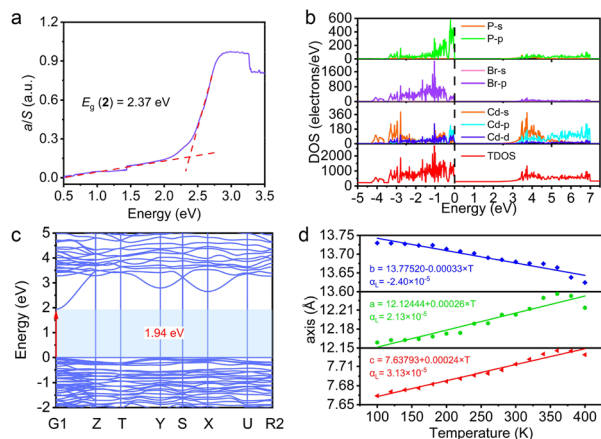 a
1.2
0.9
0.6
0.3
0.0
a/S (a.u.)
Eg (2) = 2.37 eV
0.5 1.0 1.5 2.0 2.5 3.0 3.5
Energy (eV)
b
DOS (electrons/eV)
600
400
200
0
P-s
P-p
1600
800
0
Br-s
Br-p
360
180
0
Cd-s
Cd-p
Cd-d
2000
1000
0
TDOS
-5 -4 -3 -2 -1 0 1 2 3 4 5 6 7
Energy (eV)
c
Energy (eV)
5
4
3
2
1
0
-1
-2
1.94 eV
G1 Z T Y S X U R2
d
axis (Å)
13.75
13.70
13.65
13.60
b = 13.77520-0.00033×T
αL = -2.40×10⁻⁵
12.21
12.18
12.15
a = 12.12444+0.00026×T
αL = 2.13×10⁻⁵
7.71
7.68
7.65
c = 7.63793+0.00024×T
αL = 3.13×10⁻⁵
100 150 200 250 300 350 400
Temperature (K)